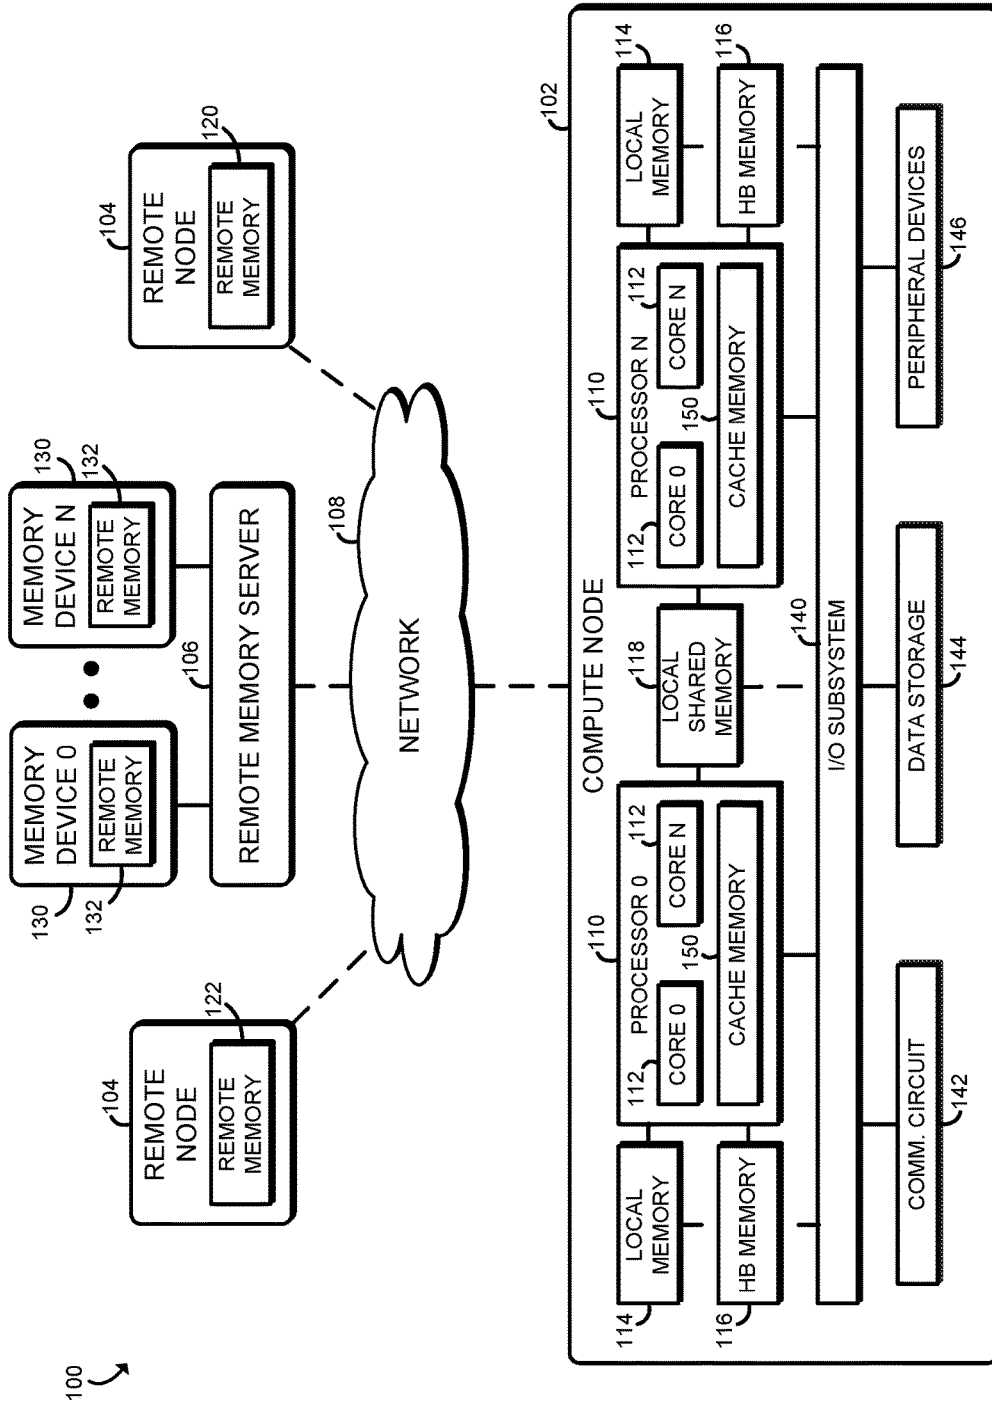 100
130
MEMORY
DEVICE 0
132
REMOTE
MEMORY
130
MEMORY
DEVICE N
132
REMOTE
MEMORY
104
REMOTE
NODE
122
REMOTE
MEMORY
106
REMOTE MEMORY SERVER
104
REMOTE
NODE
120
REMOTE
MEMORY
108
NETWORK
102
COMPUTE NODE
114
LOCAL
MEMORY
116
HB MEMORY
110
PROCESSOR 0
112
CORE 0
112
CORE N
150
CACHE MEMORY
118
LOCAL
SHARED
MEMORY
110
PROCESSOR N
112
CORE 0
112
CORE N
150
CACHE MEMORY
114
LOCAL
MEMORY
116
HB MEMORY
140
I/O SUBSYSTEM
COMM. CIRCUIT
142
DATA STORAGE
144
PERIPHERAL DEVICES
146